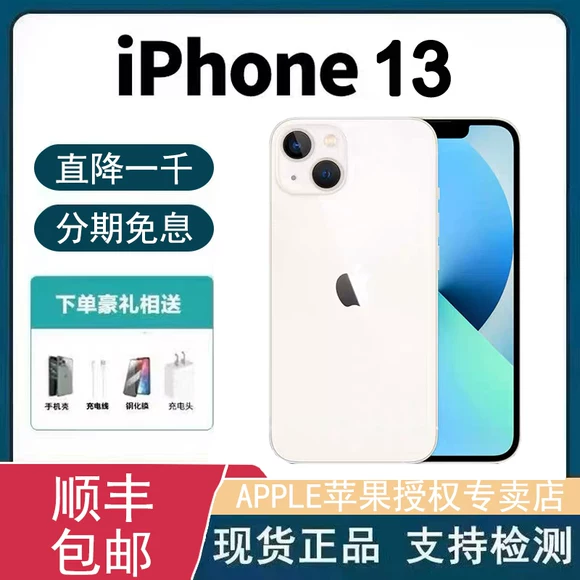 iPhone 13
直降一千
分期免息
下单豪礼相送
手机壳 充电线 钢化膜 充电头
顺丰
包邮
APPLE苹果授权专卖店
现货正品 支持检测